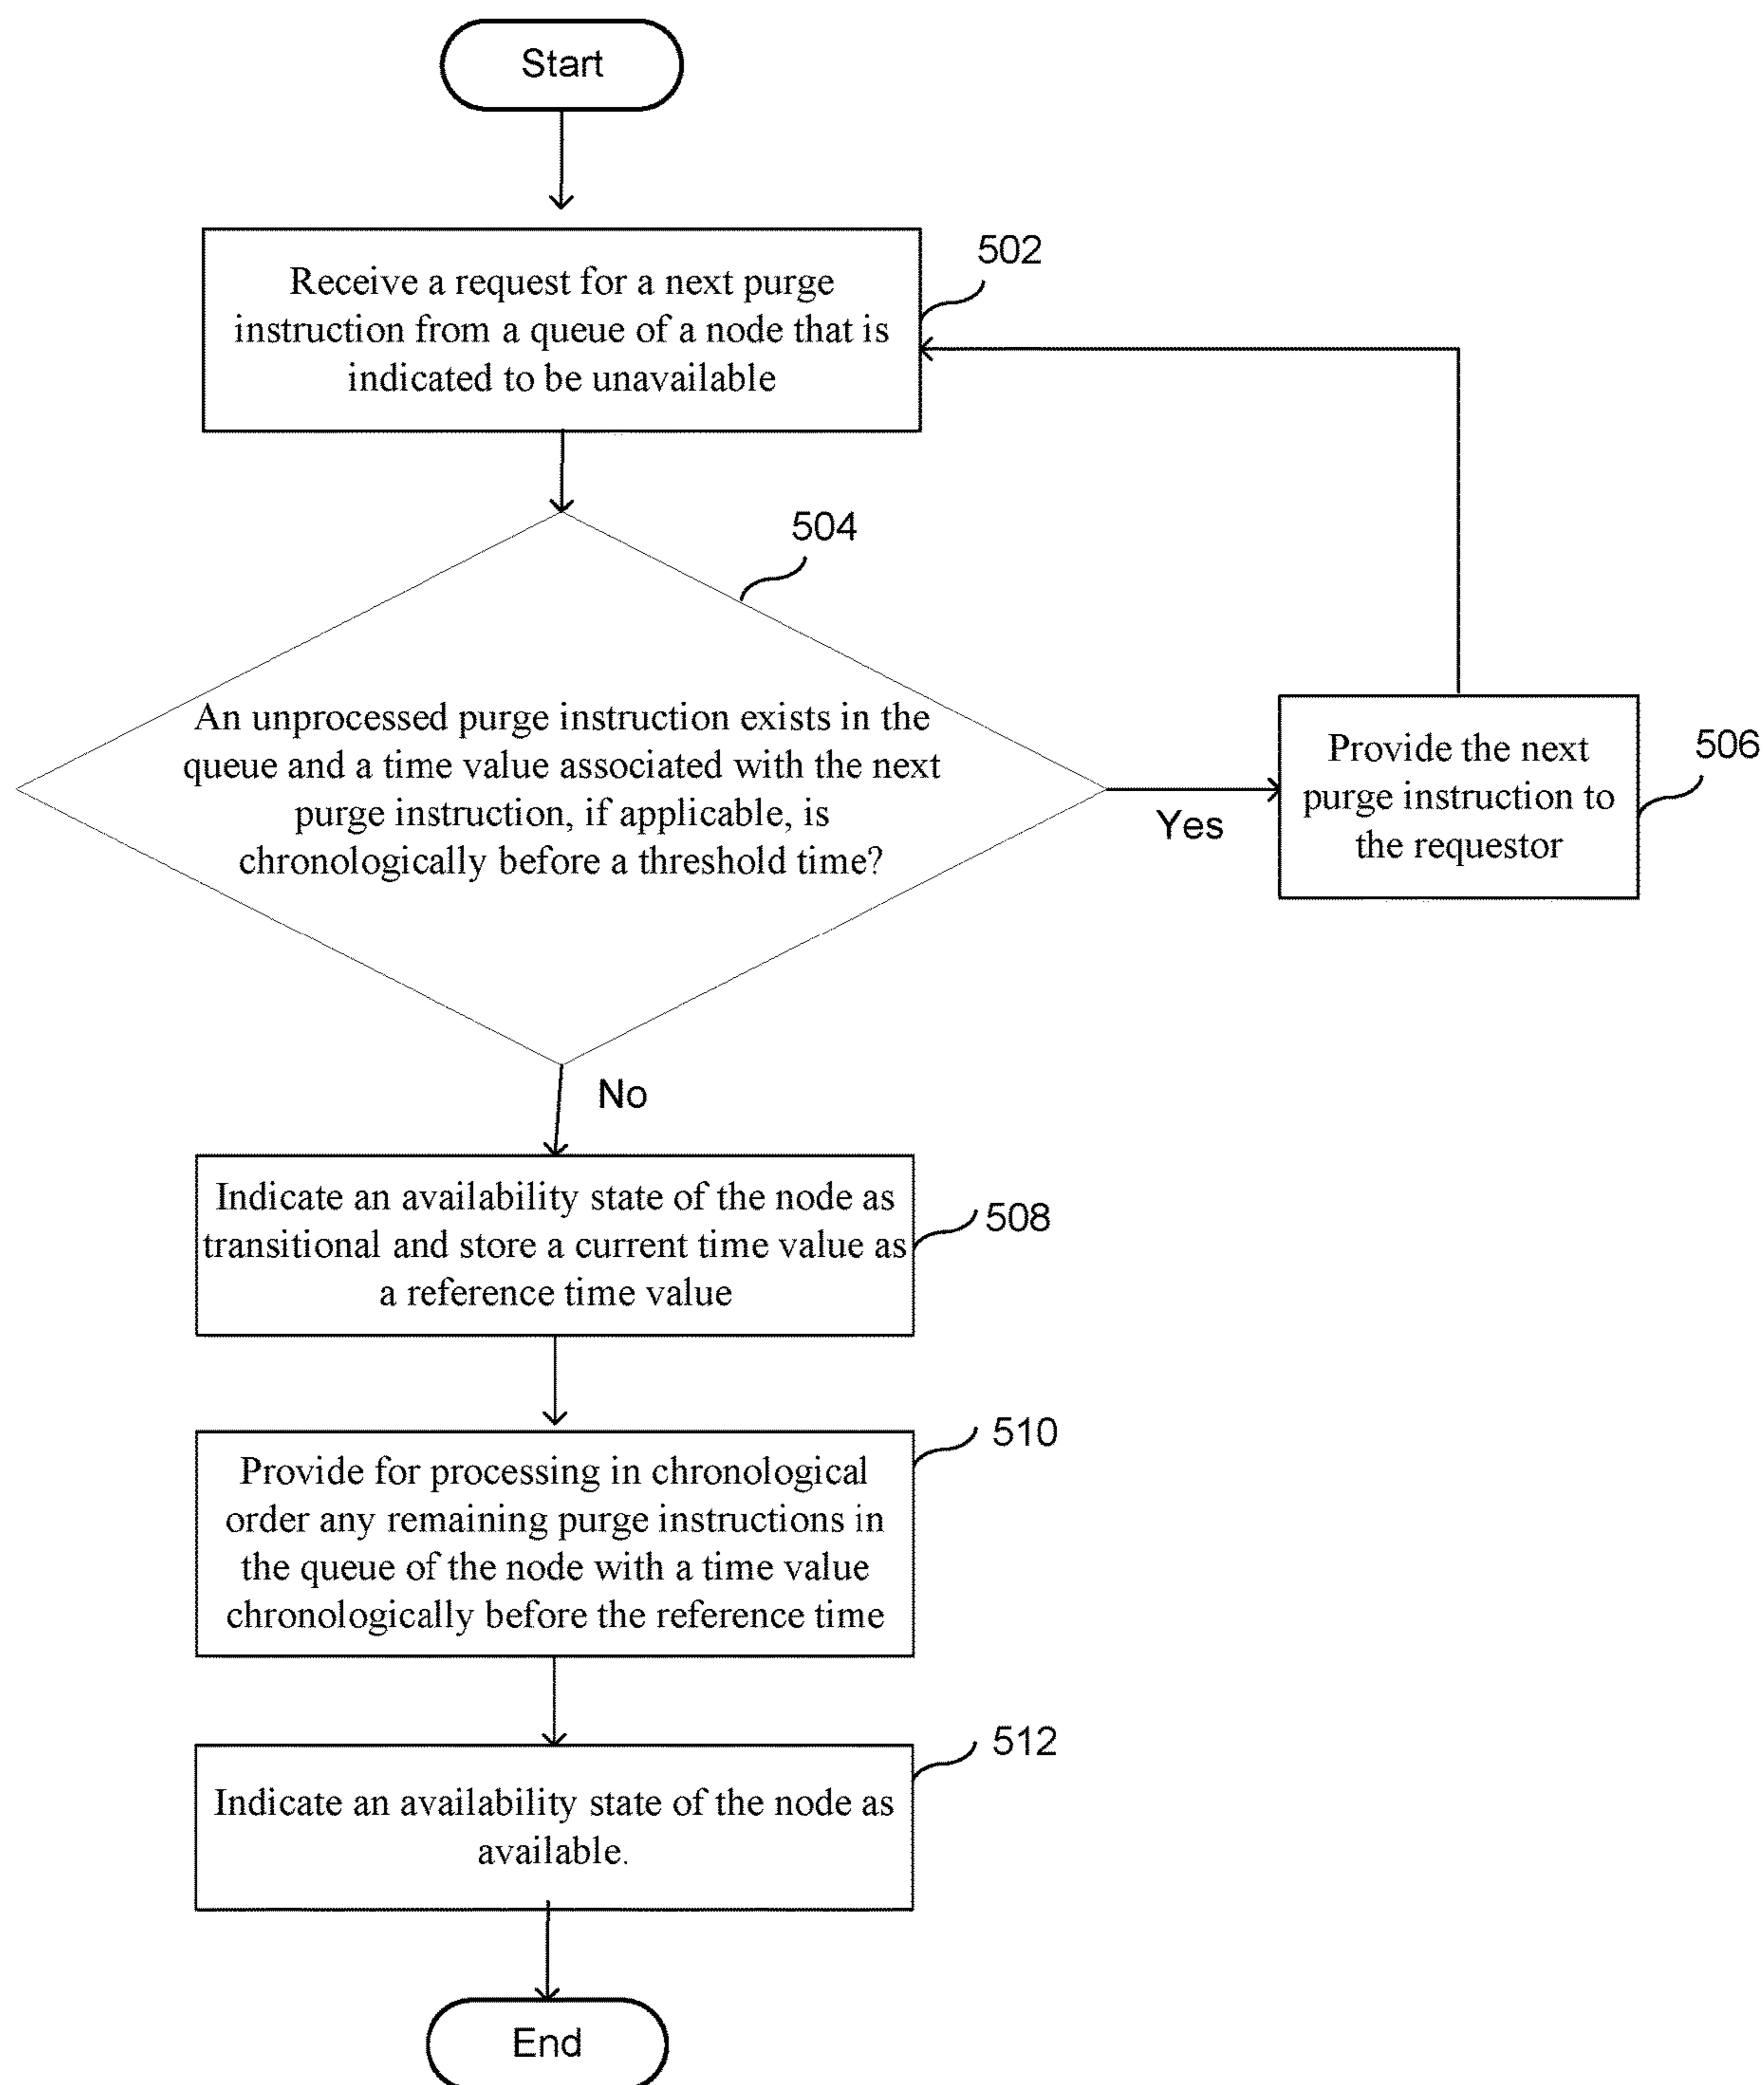 Start
502
Receive a request for a next purge
instruction from a queue of a node that is
indicated to be unavailable
504
An unprocessed purge instruction exists in the
queue and a time value associated with the next
purge instruction, if applicable, is
chronologically before a threshold time?
Yes
506
Provide the next
purge instruction to
the requestor
No
508
Indicate an availability state of the node as
transitional and store a current time value as
a reference time value
510
Provide for processing in chronological
order any remaining purge instructions in
the queue of the node with a time value
chronologically before the reference time
512
Indicate an availability state of the node as
available.
End